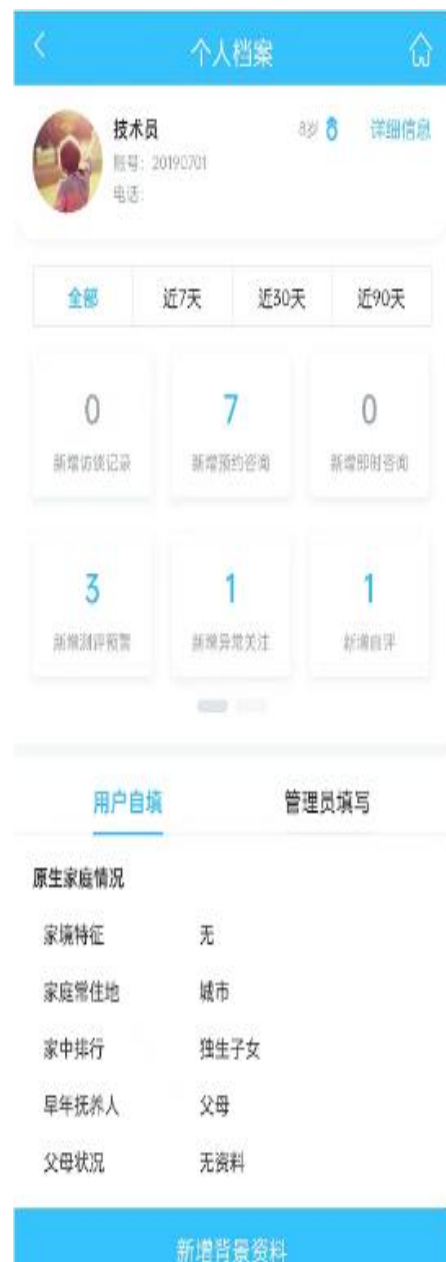 个人档案
技术员 8岁 详细信息
账号：20190701
电话：
全部 近7天 近30天 近90天
0 7 0
新增访谈记录 新增预约咨询 新增即时咨询
3 1 1
新增测评预警 新增异常关注 新增自评
用户自填 管理员填写
原生家庭情况
家境特征 无
家庭常住地 城市
家中排行 独生子女
早年抚养人 父母
父母状况 无资料
新增背景资料